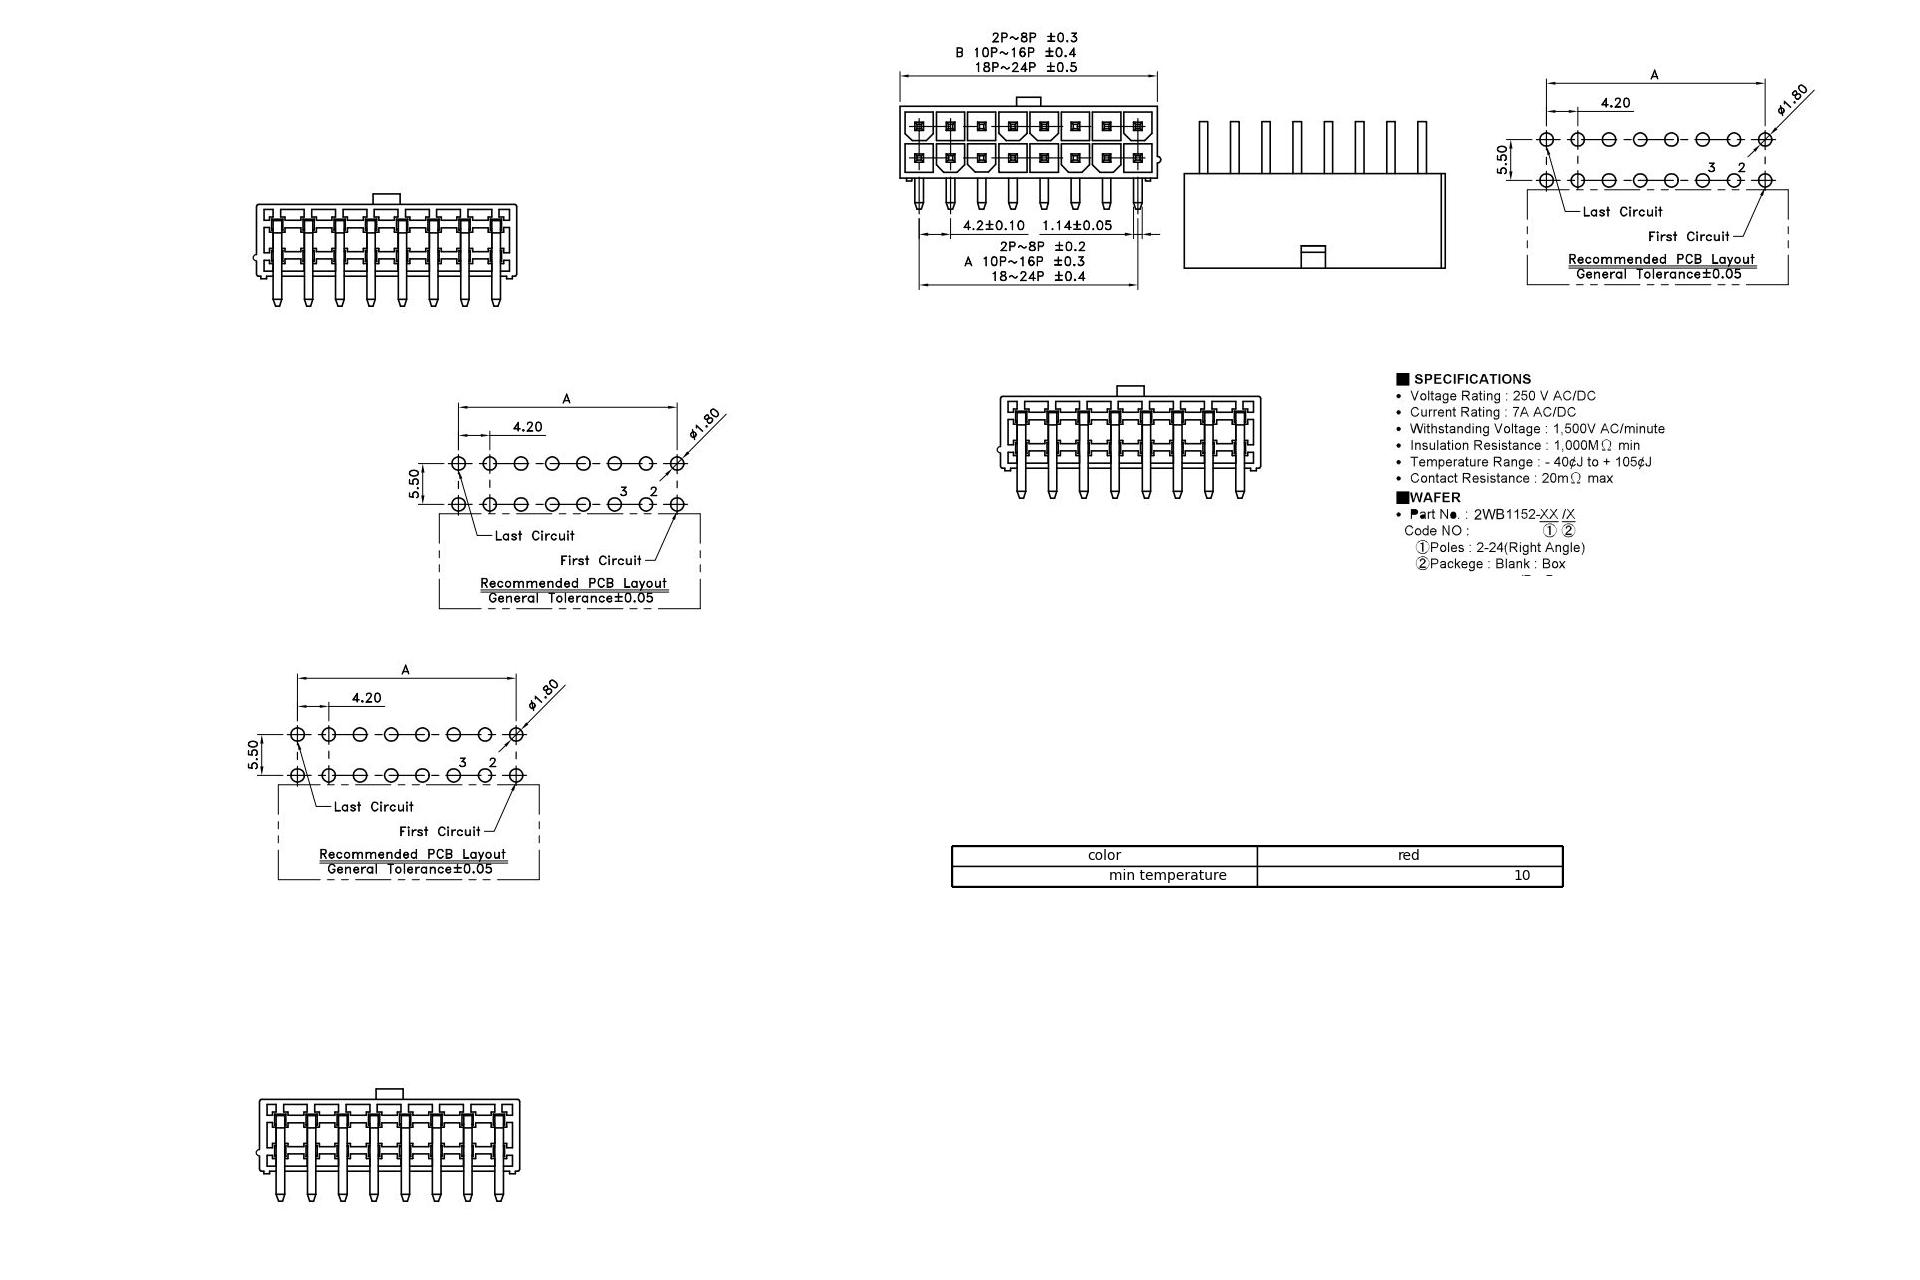 2P~8P ±0.3
B 10P~16P ±0.4
18P~24P ±0.5
4.2±0.10 1.14±0.05
2P~8P ±0.2
A 10P~16P ±0.3
18~24P ±0.4
A
4.20
ø1.80
5.50
3 2
Last Circuit
First Circuit
Recommended PCB Layout
General Tolerance±0.05
A
4.20
ø1.80
5.50
3 2
Last Circuit
First Circuit
Recommended PCB Layout
General Tolerance±0.05
■ SPECIFICATIONS
• Voltage Rating : 250 V AC/DC
• Current Rating : 7A AC/DC
• Withstanding Voltage : 1,500V AC/minute
• Insulation Resistance : 1,000MΩ min
• Temperature Range : - 40¢J to + 105¢J
• Contact Resistance : 20mΩ max
■WAFER
• Part No. : 2WB1152-XX /X
Code NO : ① ②
①Poles : 2-24(Right Angle)
②Packege : Blank : Box
A
4.20
ø1.80
5.50
3 2
Last Circuit
First Circuit
Recommended PCB Layout
General Tolerance±0.05
color red
min temperature 10